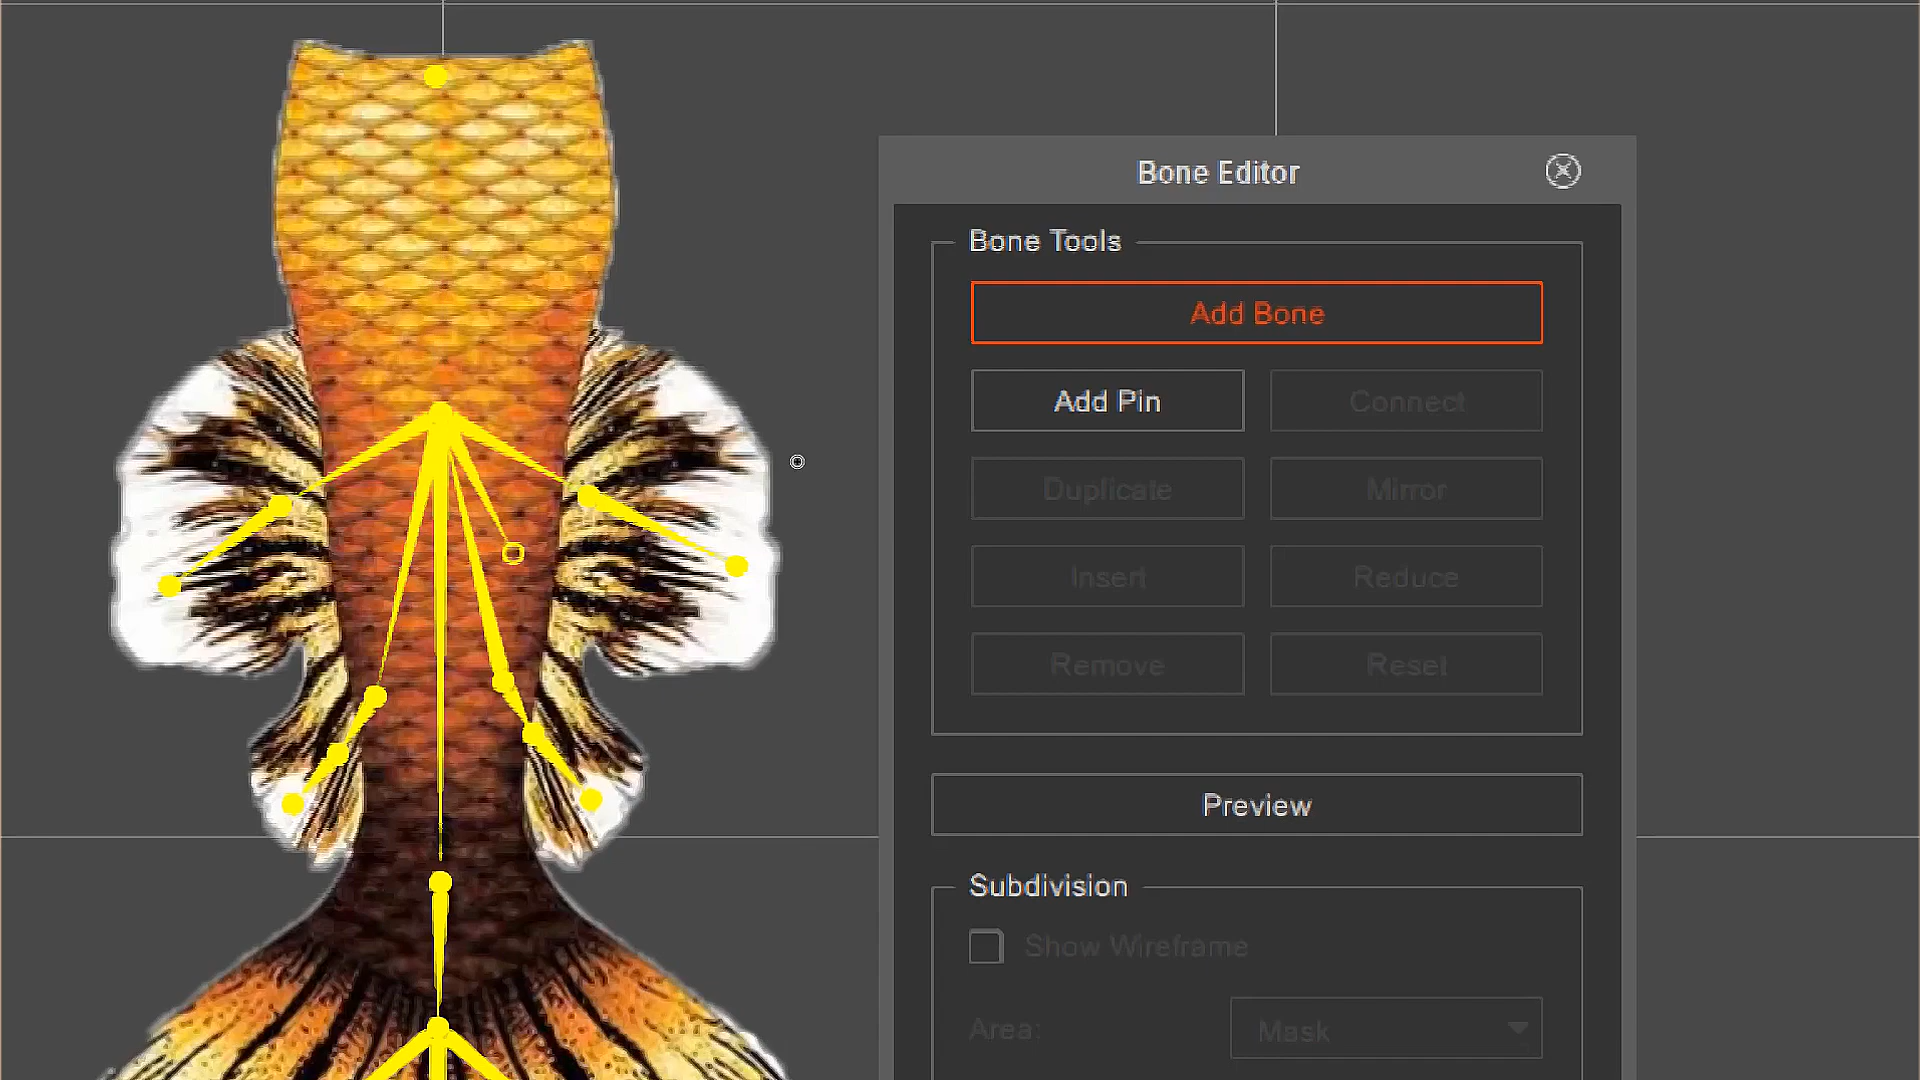 Bone Editor
Bone Tools
Add Bone
Add Pin
Connect
Duplicate
Mirror
Insert
Reduce
Remove
Reset
Preview
Subdivision
Show Wireframe
Area:
Mask